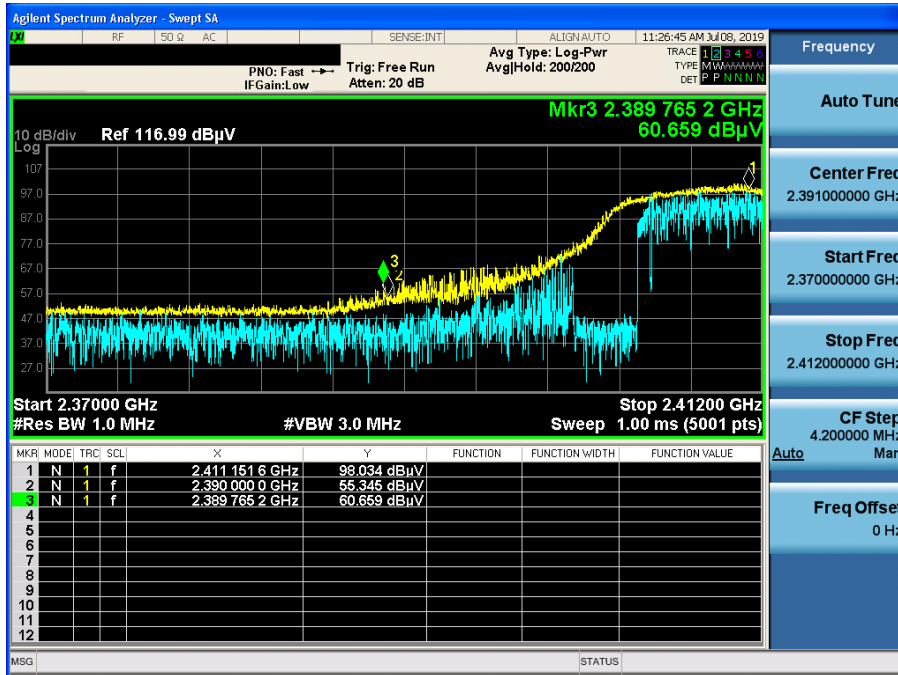 Agilent Spectrum Analyzer - Swept SA
LXI RF 50 Ω AC SENSE:INT ALIGN AUTO 11:26:45 AM Jul 08, 2019
PNO: Fast Trig: Free Run Avg Type: Log-Pwr TRACE 1 2 3 4 5 6
IFGain:Low Atten: 20 dB Avg|Hold: 200/200 TYPE M W W W W W
DET P P N N N N
Mkr3 2.389 765 2 GHz
10 dB/div Ref 116.99 dBµV 60.659 dBµV
Log
107
97.0
87.0
77.0
67.0
57.0
47.0
37.0
27.0
1
3
2
Start 2.37000 GHz Stop 2.41200 GHz
#Res BW 1.0 MHz #VBW 3.0 MHz Sweep 1.00 ms (5001 pts)
MKR MODE TRC SCL X Y FUNCTION FUNCTION WIDTH FUNCTION VALUE
1 N 1 f 2.411 151 6 GHz 98.034 dBµV
2 N 1 f 2.390 000 0 GHz 55.345 dBµV
3 N 1 f 2.389 765 2 GHz 60.659 dBµV
4
5
6
7
8
9
10
11
12
MSG STATUS
Frequency
Auto Tune
Center Freq
2.391000000 GHz
Start Freq
2.370000000 GHz
Stop Freq
2.412000000 GHz
CF Step
4.200000 MHz
Auto Man
Freq Offset
0 Hz